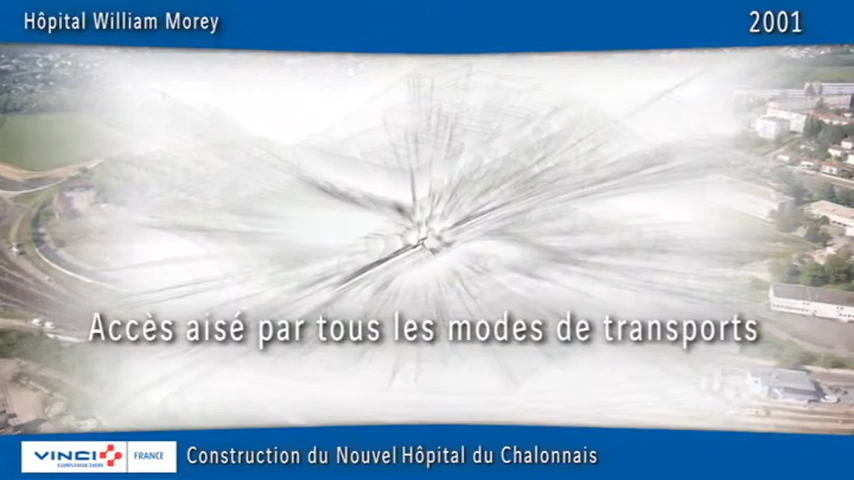 Hôpital William Morey
2001
Accès aisé par tous les modes de transports
VINCI
CONSTRUCTION
FRANCE
Construction du Nouvel Hôpital du Chalonnais